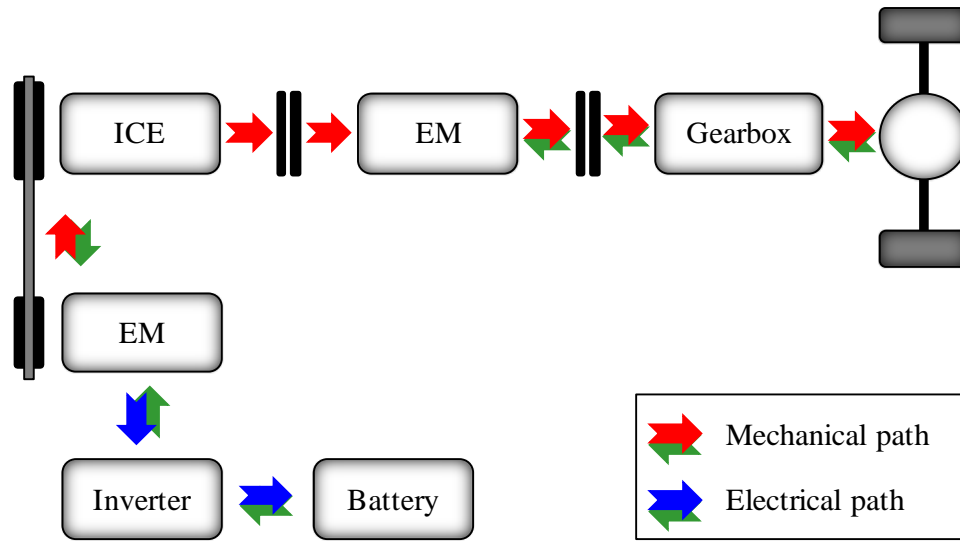 ICE
EM
Gearbox
EM
Mechanical path
Inverter
Battery
Electrical path